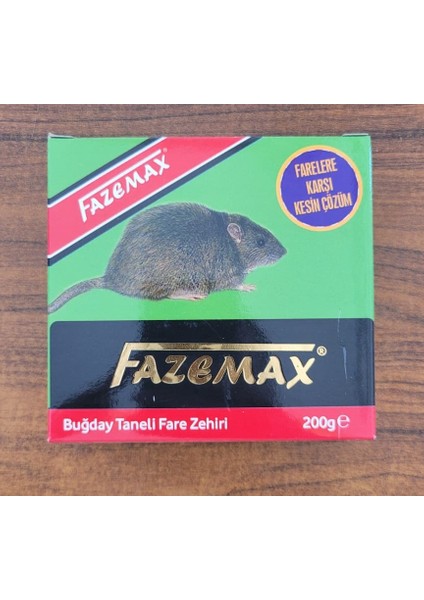 FAZEMAX®
FARELERE
KARŞI
KESİN ÇÖZÜM
FAZEMAX®
Buğday Taneli Fare Zehiri
200g ℮